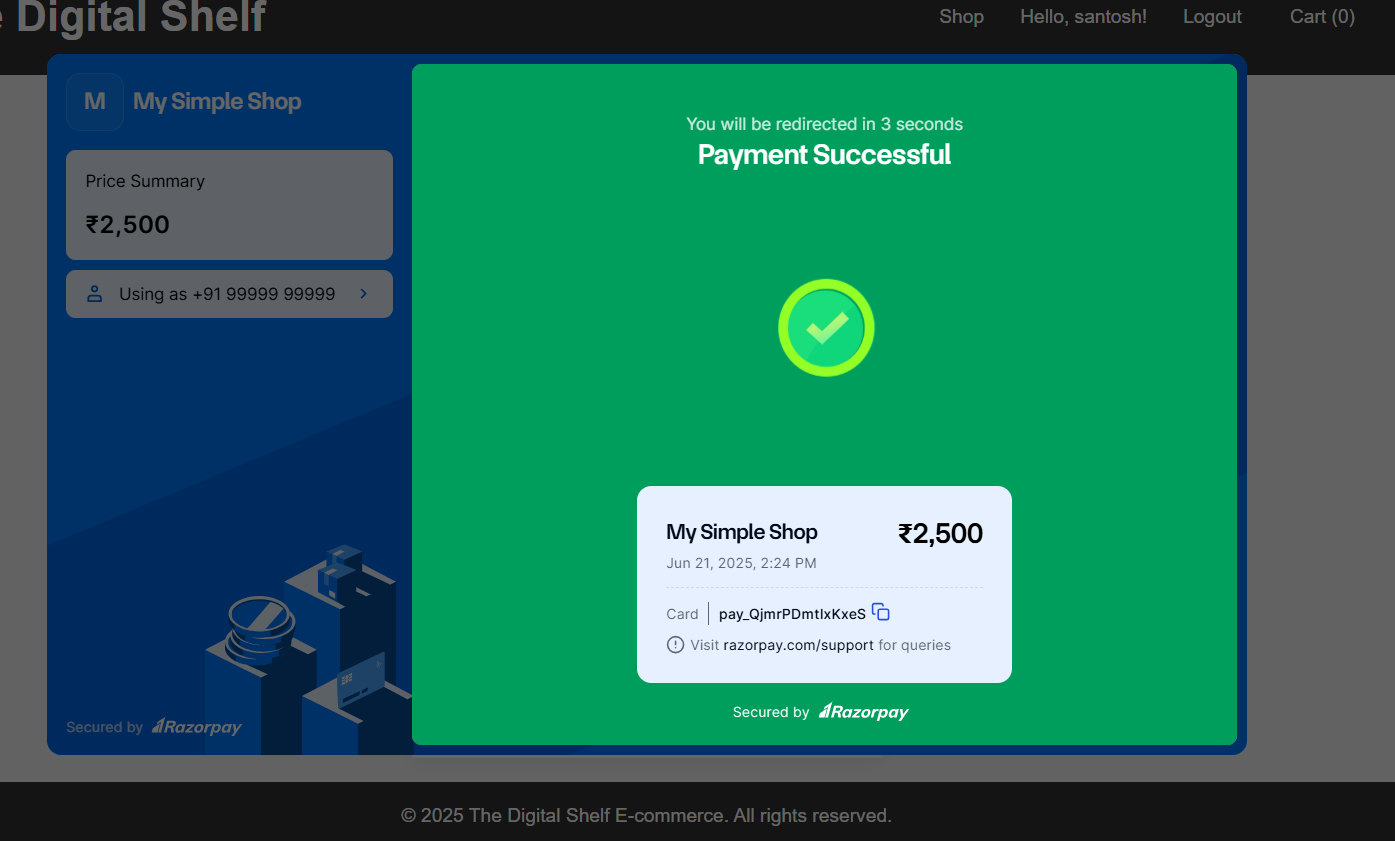 Digital Shelf
Shop Hello, santosh! Logout Cart (0)
M My Simple Shop
Price Summary
₹2,500
Using as +91 99999 99999
Secured by Razorpay
You will be redirected in 3 seconds
Payment Successful
My Simple Shop ₹2,500
Jun 21, 2025, 2:24 PM
Card pay_QjmrPDmtIxKxeS
Visit razorpay.com/support for queries
Secured by Razorpay
© 2025 The Digital Shelf E-commerce. All rights reserved.